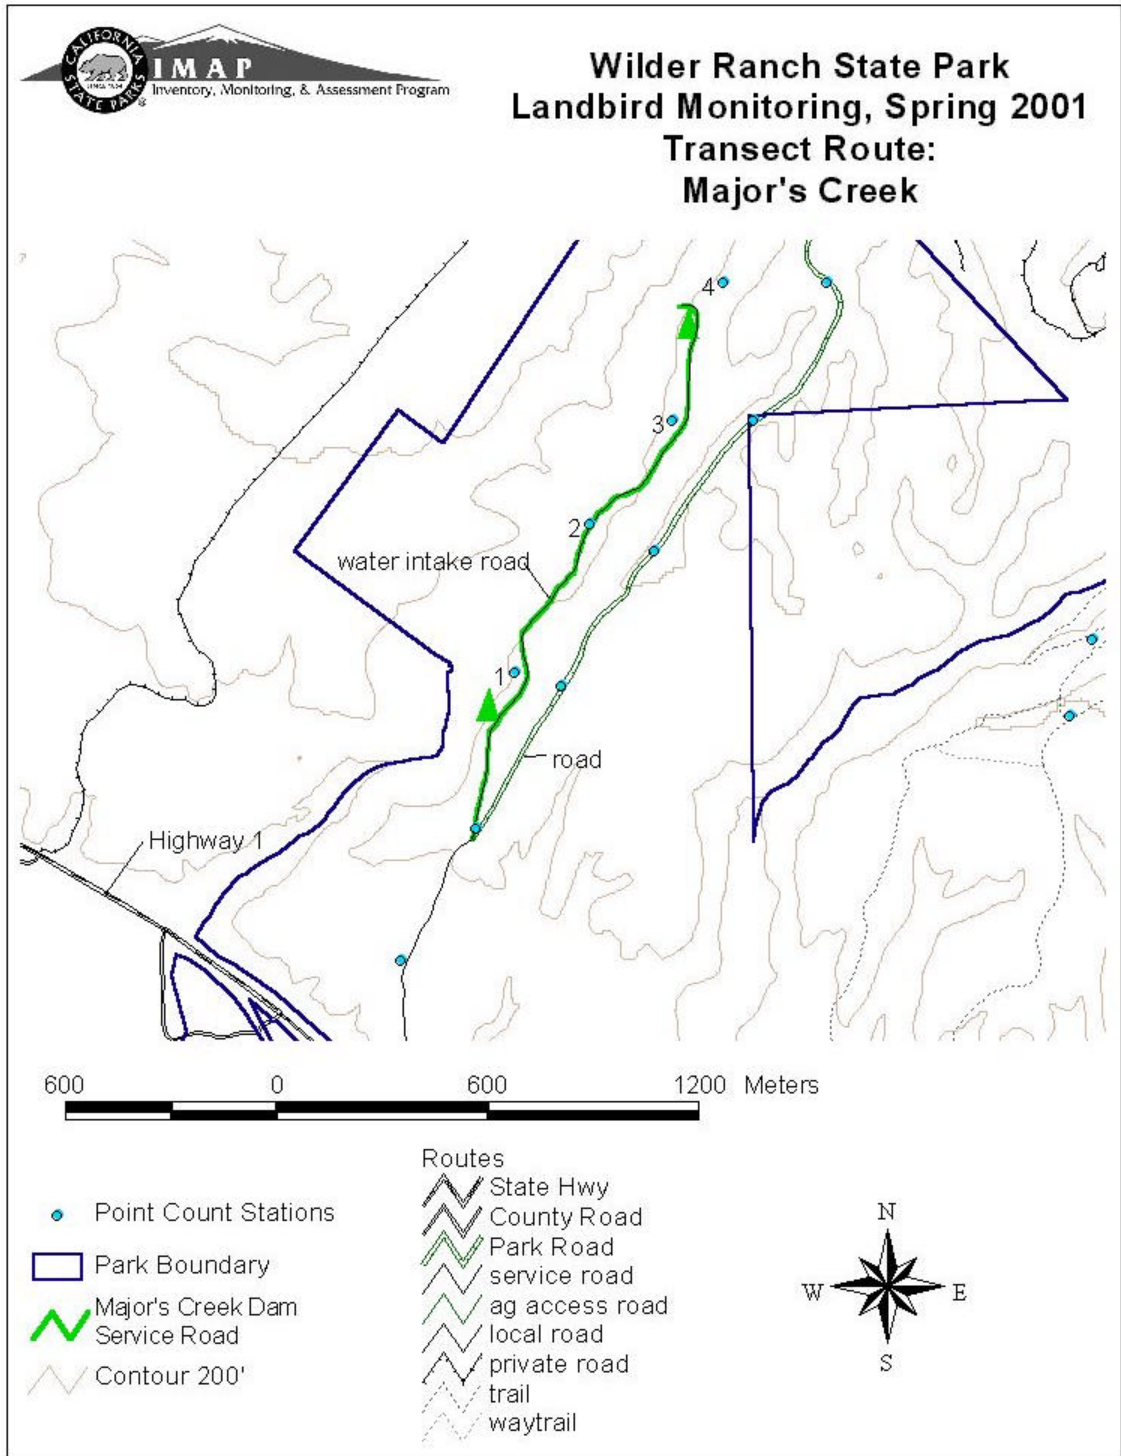 CALIFORNIA
STATE PARKS
IMAP
Inventory, Monitoring, & Assessment Program
Wilder Ranch State Park
Landbird Monitoring, Spring 2001
Transect Route:
Major's Creek
4
3
2
water intake road
1
road
Highway 1
600 0 600 1200 Meters
Point Count Stations
Park Boundary
Major's Creek Dam
Service Road
Contour 200'
Routes
State Hwy
County Road
Park Road
service road
ag access road
local road
private road
trail
waytrail
N
W E
S